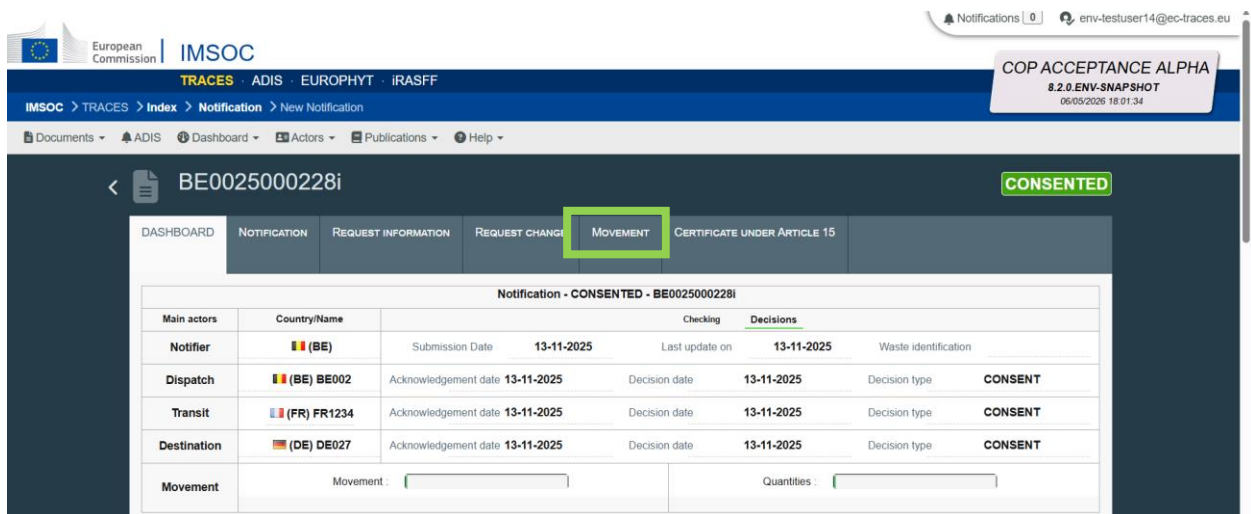 Notifications 0 env-testuser14@ec-traces.eu
European Commission IMSOC
COP ACCEPTANCE ALPHA
8.2.0.ENV-SNAPSHOT
06/05/2026 18:01:34
TRACES · ADIS · EUROPHYT · iRASFF
IMSOC > TRACES > Index > Notification > New Notification
Documents ADIS Dashboard Actors Publications Help
BE0025000228i CONSENTED
DASHBOARD NOTIFICATION REQUEST INFORMATION REQUEST CHANGE MOVEMENT CERTIFICATE UNDER ARTICLE 15
Notification - CONSENTED - BE0025000228i
Main actors Country/Name Checking Decisions
Notifier (BE) Submission Date 13-11-2025 Last update on 13-11-2025 Waste identification
Dispatch (BE) BE002 Acknowledgement date 13-11-2025 Decision date 13-11-2025 Decision type CONSENT
Transit (FR) FR1234 Acknowledgement date 13-11-2025 Decision date 13-11-2025 Decision type CONSENT
Destination (DE) DE027 Acknowledgement date 13-11-2025 Decision date 13-11-2025 Decision type CONSENT
Movement Movement : Quantities :